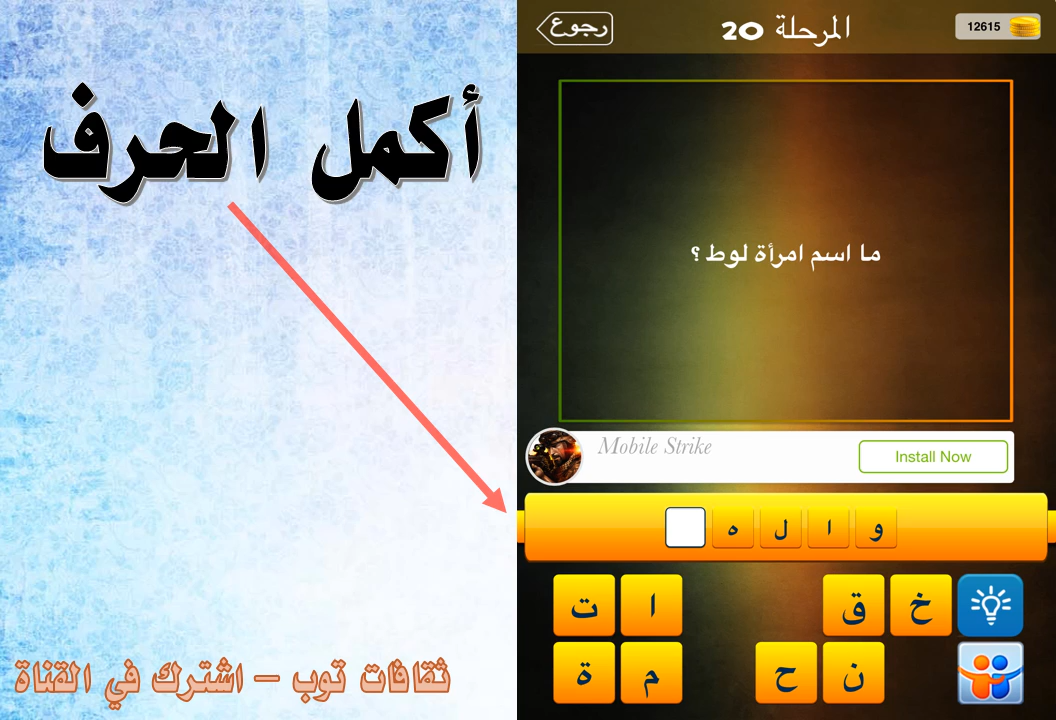 أكمل الحرف
ثقافات توب – اشترك في القناة
رجوع
المرحلة 20
12615
ما اسم امرأة لوط ؟
Mobile Strike
Install Now
و ا ل ه
خ ق ا ت
ن ح م ة